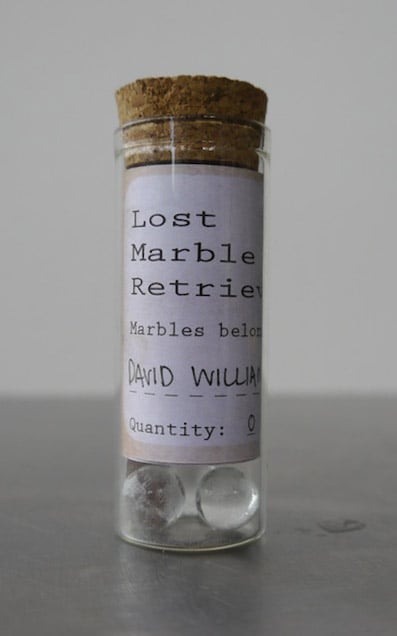 Lost
Marble
Retriev
Marbles belon
DAVID WILLIAM
Quantity: 0